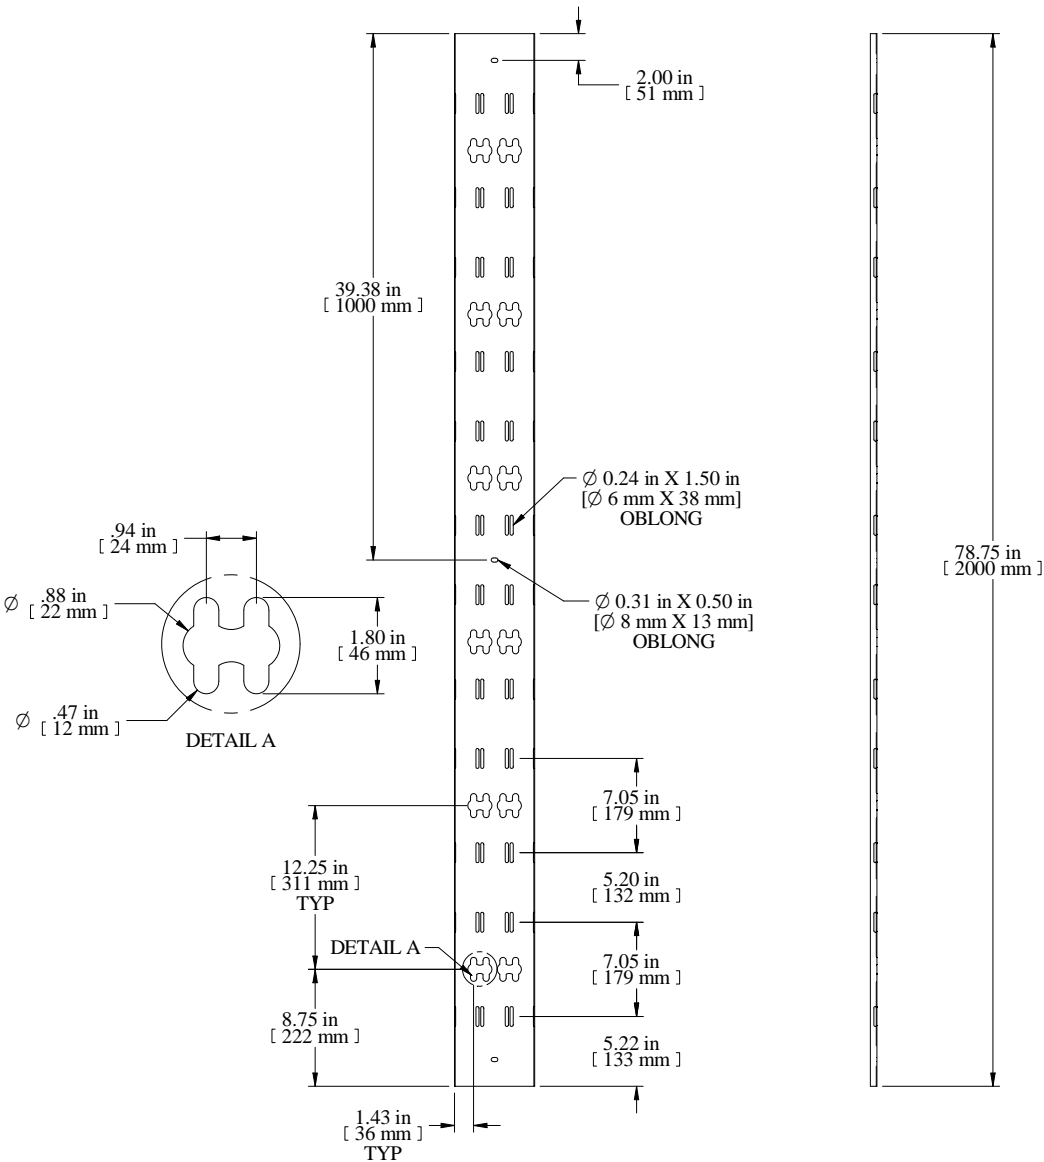 2.00 in
[ 51 mm ]
39.38 in
[ 1000 mm ]
Ø 0.24 in X 1.50 in
[Ø 6 mm X 38 mm]
OBLONG
.94 in
[ 24 mm ]
78.75 in
[ 2000 mm ]
Ø .88 in
[ 22 mm ]
Ø 0.31 in X 0.50 in
[Ø 8 mm X 13 mm]
OBLONG
1.80 in
[ 46 mm ]
Ø .47 in
[ 12 mm ]
DETAIL A
7.05 in
[ 179 mm ]
12.25 in
[ 311 mm ]
TYP
5.20 in
[ 132 mm ]
DETAIL A
7.05 in
[ 179 mm ]
8.75 in
[ 222 mm ]
5.22 in
[ 133 mm ]
1.43 in
[ 36 mm ]
TYP